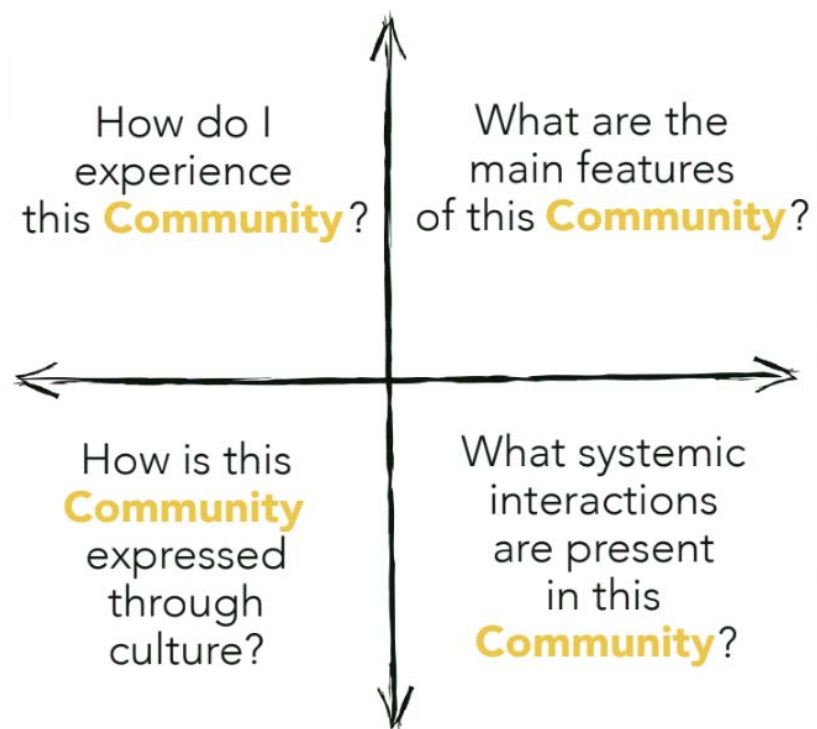 How do I
experience
this Community?
What are the
main features
of this Community?
How is this
Community
expressed
through
culture?
What systemic
interactions
are present
in this
Community?